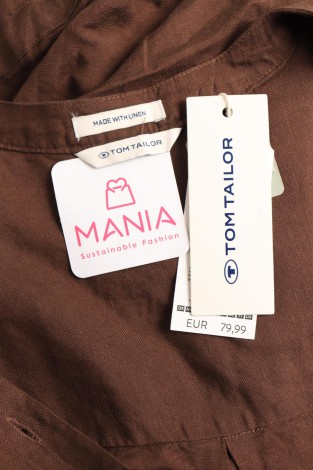 MADE WITH LINEN
TOM TAILOR
MANIA
Sustainable Fashion
TOM TAILOR
EUR 79,99